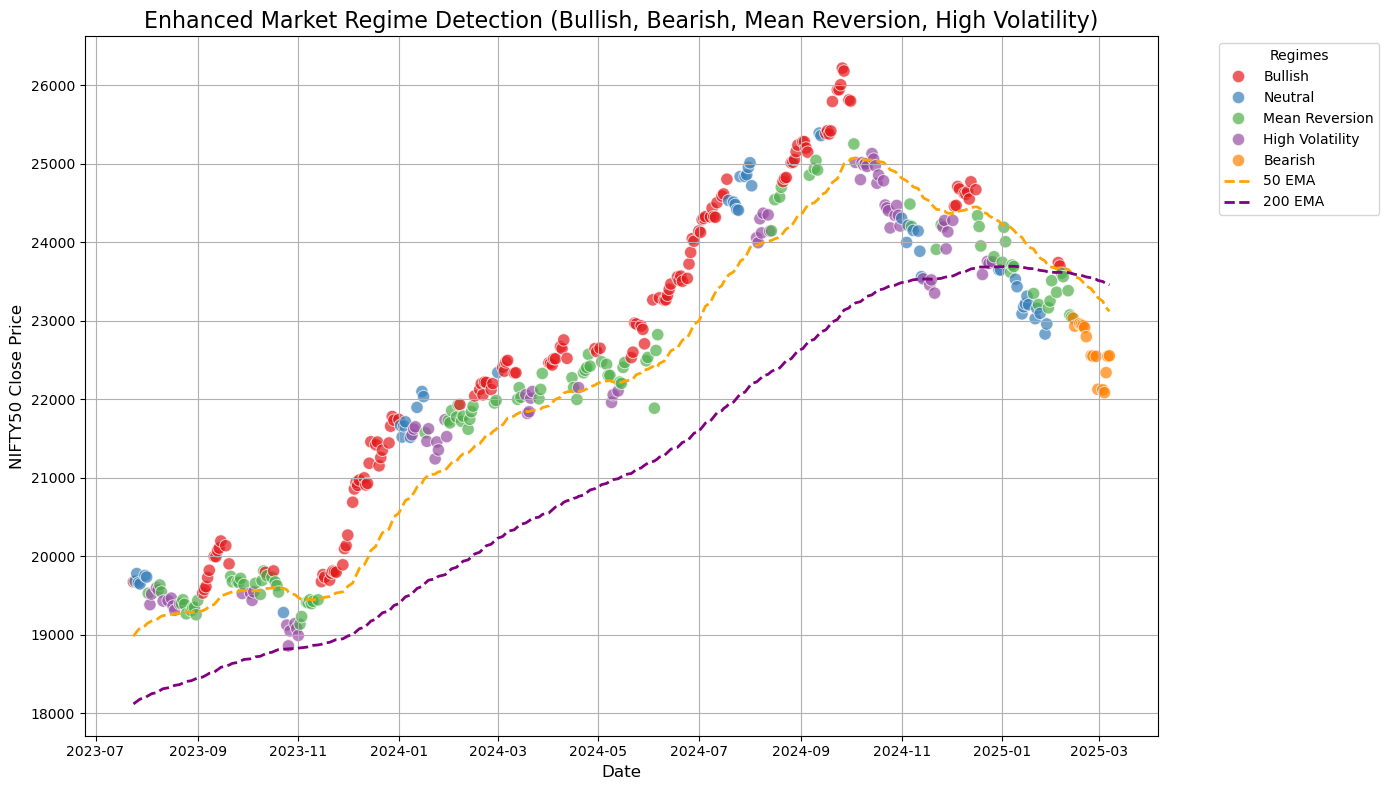 Enhanced Market Regime Detection (Bullish, Bearish, Mean Reversion, High Volatility)
NIFTY50 Close Price
26000
25000
24000
23000
22000
21000
20000
19000
18000
2023-07
2023-09
2023-11
2024-01
2024-03
2024-05
2024-07
2024-09
2024-11
2025-01
2025-03
Date
Regimes
Bullish
Neutral
Mean Reversion
High Volatility
Bearish
50 EMA
200 EMA